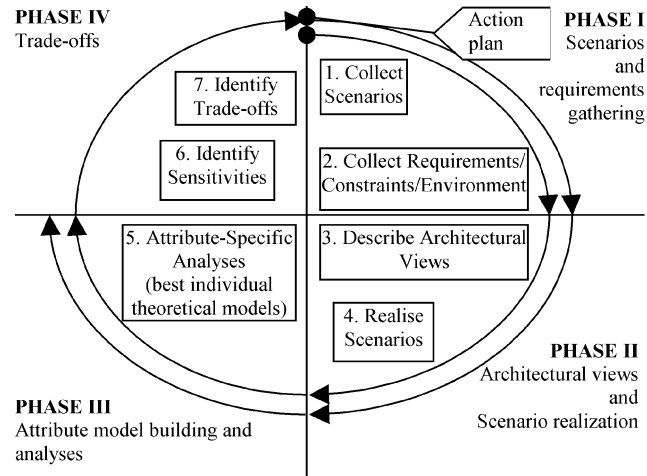 PHASE IV
Trade-offs
Action
plan
PHASE I
Scenarios
and
requirements
gathering
1. Collect
Scenarios
7. Identify
Trade-offs
6. Identify
Sensitivities
2. Collect Requirements/
Constraints/Environment
5. Attribute-Specific
Analyses
(best individual
theoretical models)
3. Describe Architectural
Views
4. Realise
Scenarios
PHASE II
Architectural views
and
Scenario realization
PHASE III
Attribute model building and
analyses